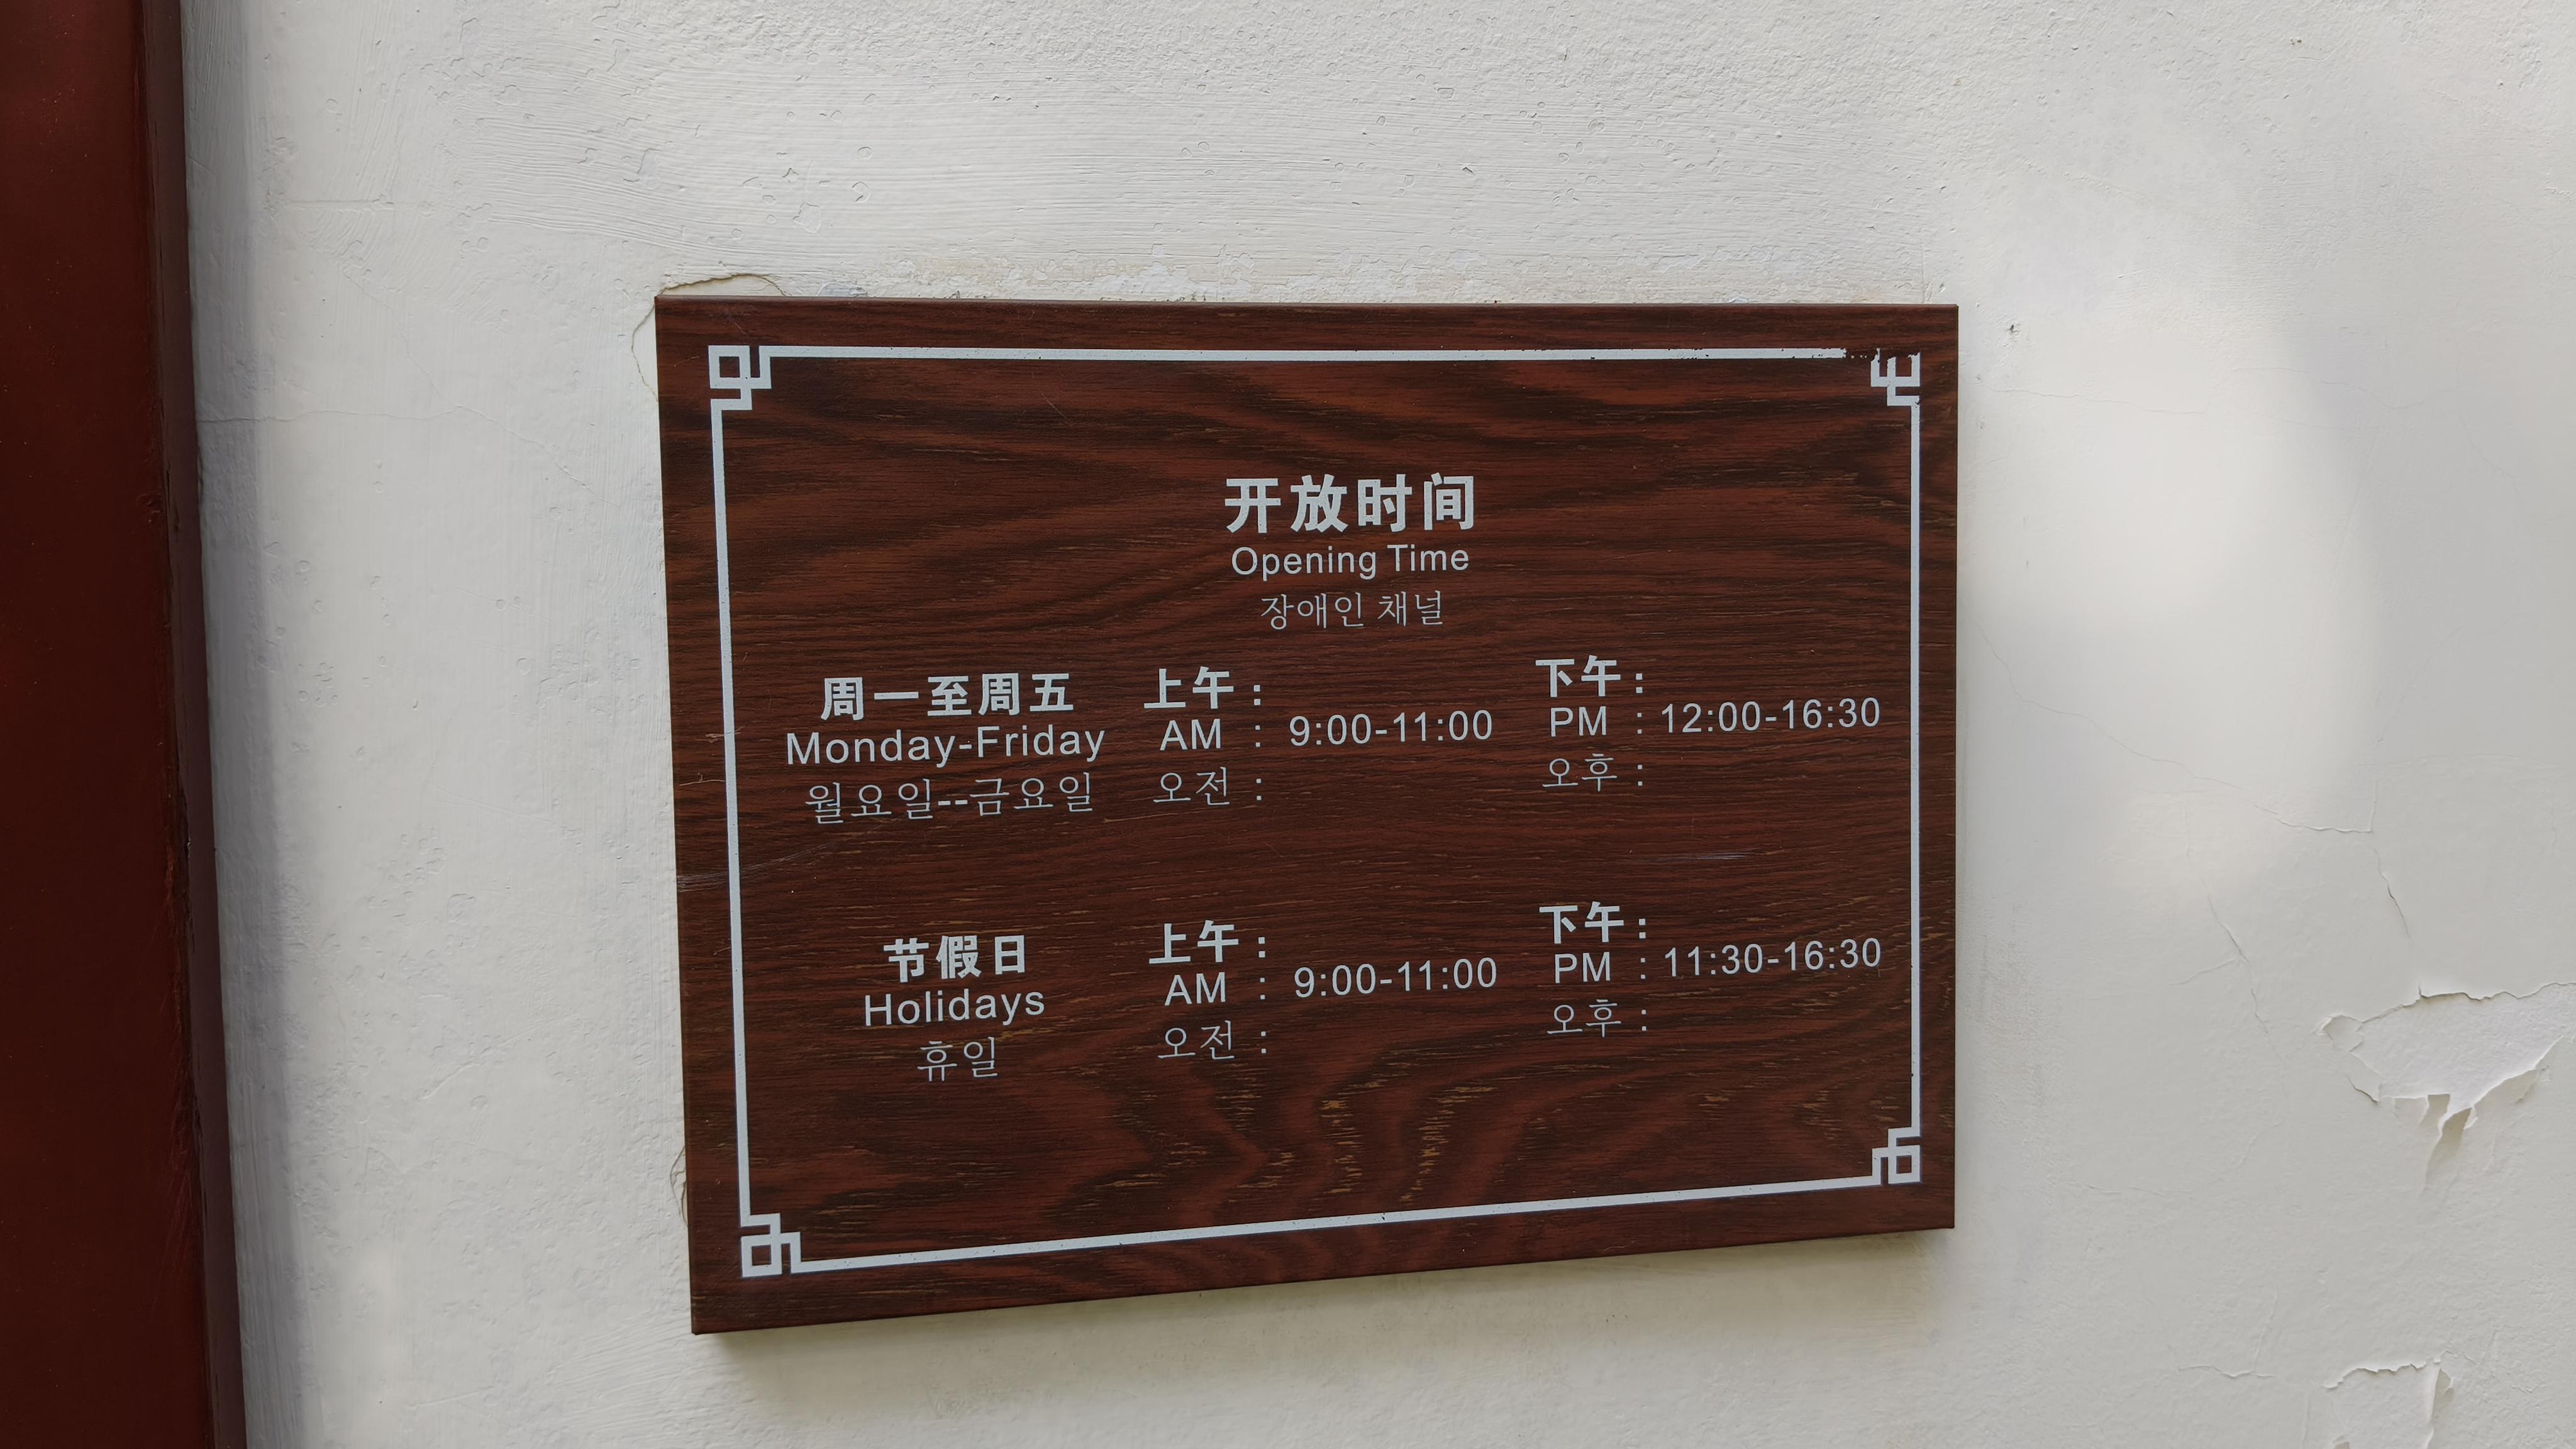 开放时间
Opening Time
장애인 채널
周一至周五 上午: 下午:
Monday-Friday AM : 9:00-11:00 PM : 12:00-16:30
월요일--금요일 오전 : 오후 :
节假日 上午: 下午:
Holidays AM : 9:00-11:00 PM : 11:30-16:30
휴일 오전 : 오후 :